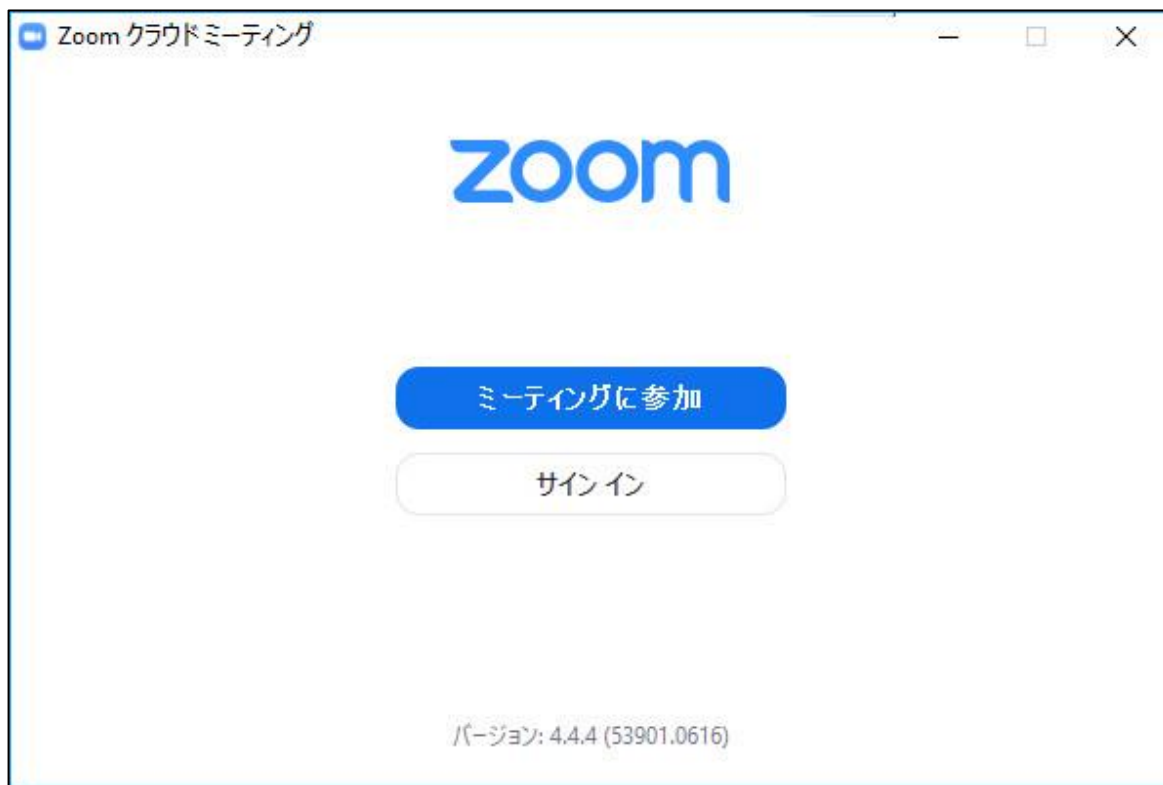 Zoom クラウド ミーティング
zoom
ミーティングに参加
サイン イン
バージョン: 4.4.4 (53901.0616)